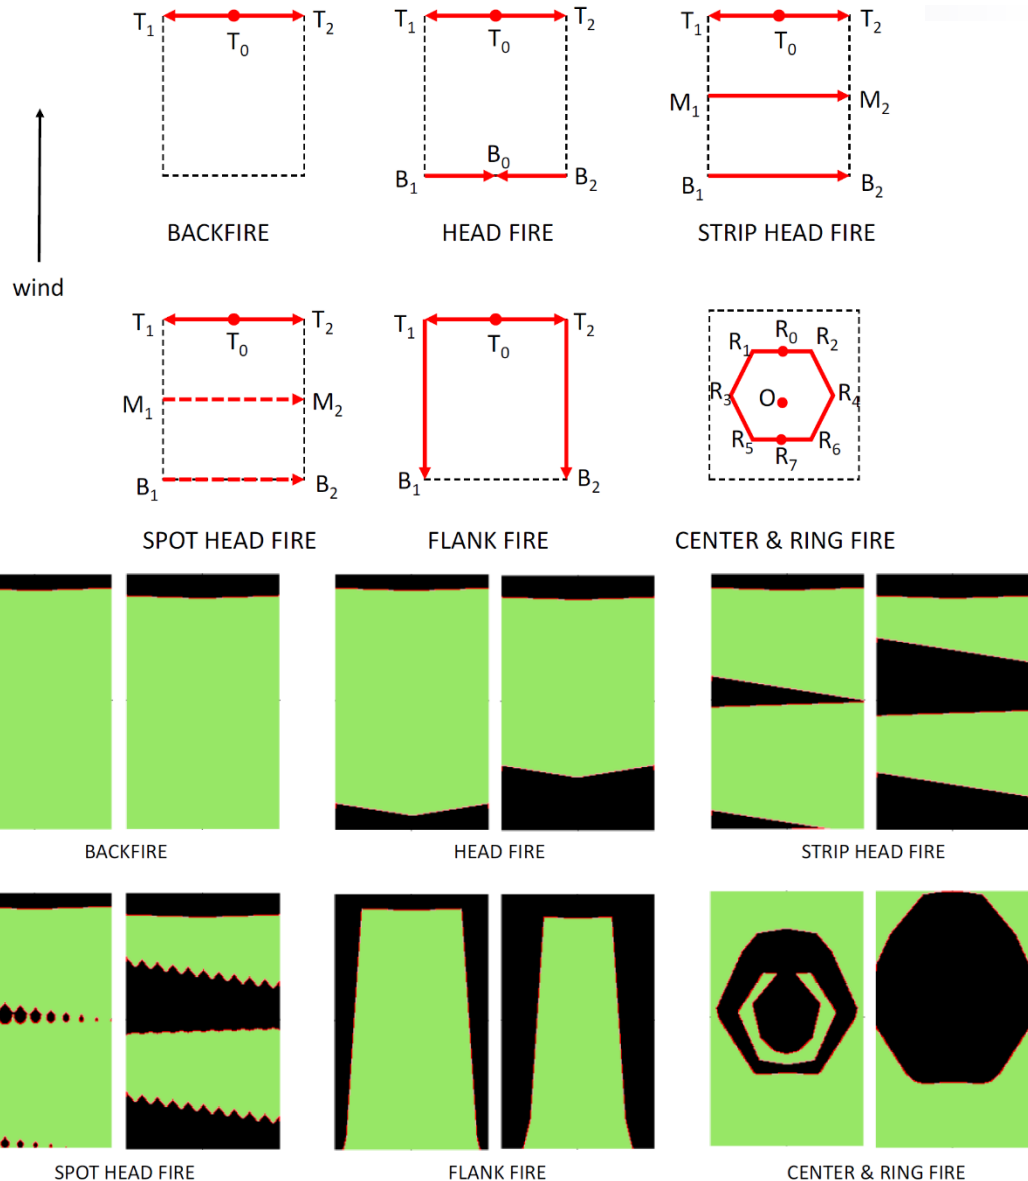 T1 T2 T1 T2 T1 T2
T0 T0 T0
M1 M2
B0
B1 B2 B1 B2
BACKFIRE HEAD FIRE STRIP HEAD FIRE
wind
T1 T2 T1 T2 R1 R0 R2
T0 T0
M1 M2 R3 O R4
B1 B2 B1 B2 R5 R7 R6
SPOT HEAD FIRE FLANK FIRE CENTER & RING FIRE
BACKFIRE HEAD FIRE STRIP HEAD FIRE
SPOT HEAD FIRE FLANK FIRE CENTER & RING FIRE